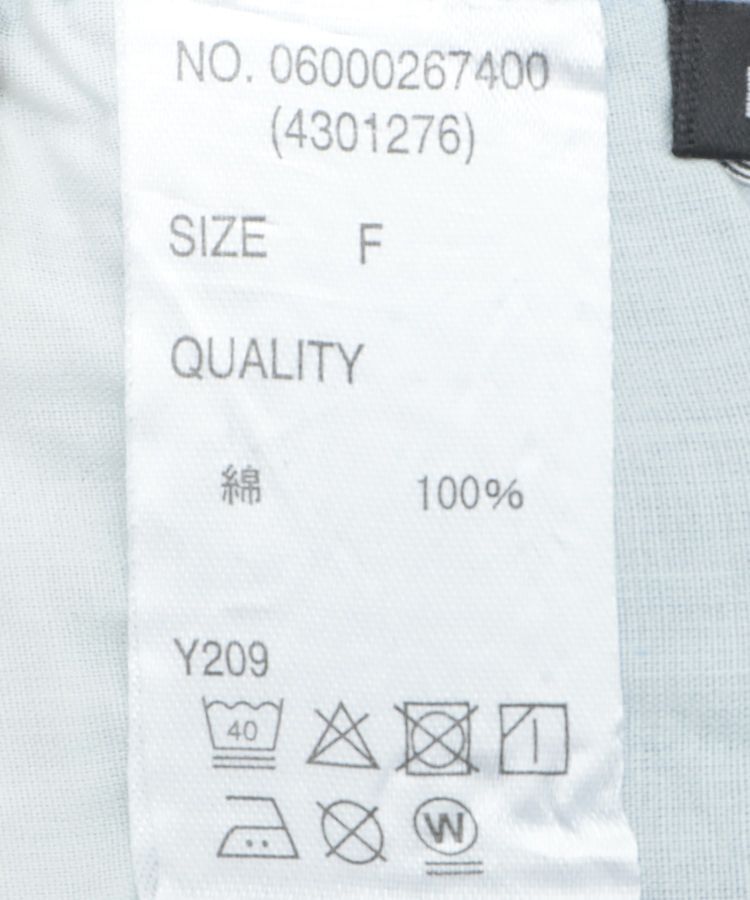 NO. 06000267400
(4301276)
SIZE F
QUALITY
綿 100%
Y209
40
W